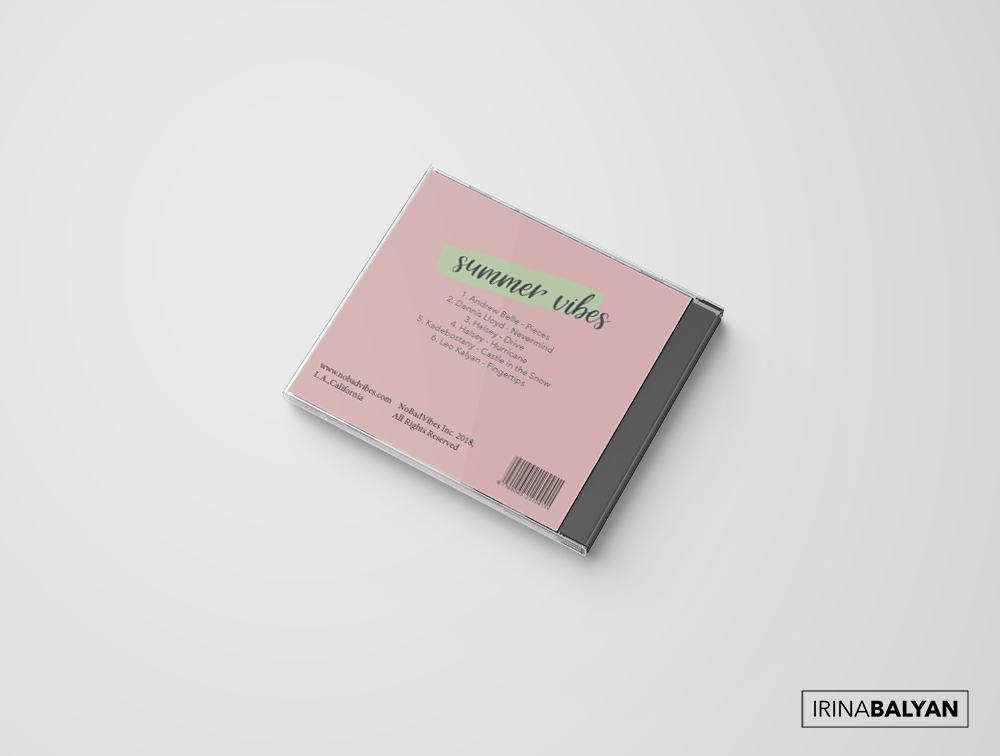 summer vibes
1. Andrew Belle - Pieces
2. Dennis Lloyd - Nevermind
3. Halsey - Drive
4. Halsey - Hurricane
5. Kadebostany - Castle in the Snow
6. Leo Kalyan - Fingertips
www.nobadvibes.com
L.A.,California
NoBadVibes Inc. 2018,
All Rights Reserved
IRINABALYAN